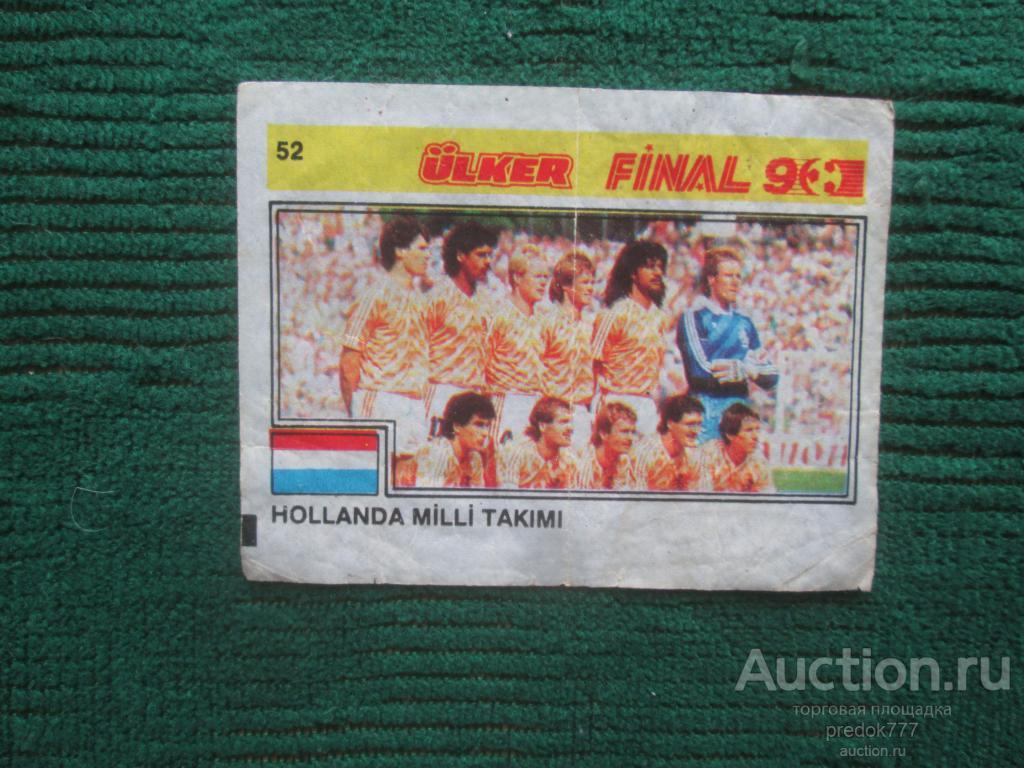 52 ÜLKER FİNAL 90
HOLLANDA MİLLİ TAKIMI
Auction.ru
торговая площадка
predok777
auction.ru